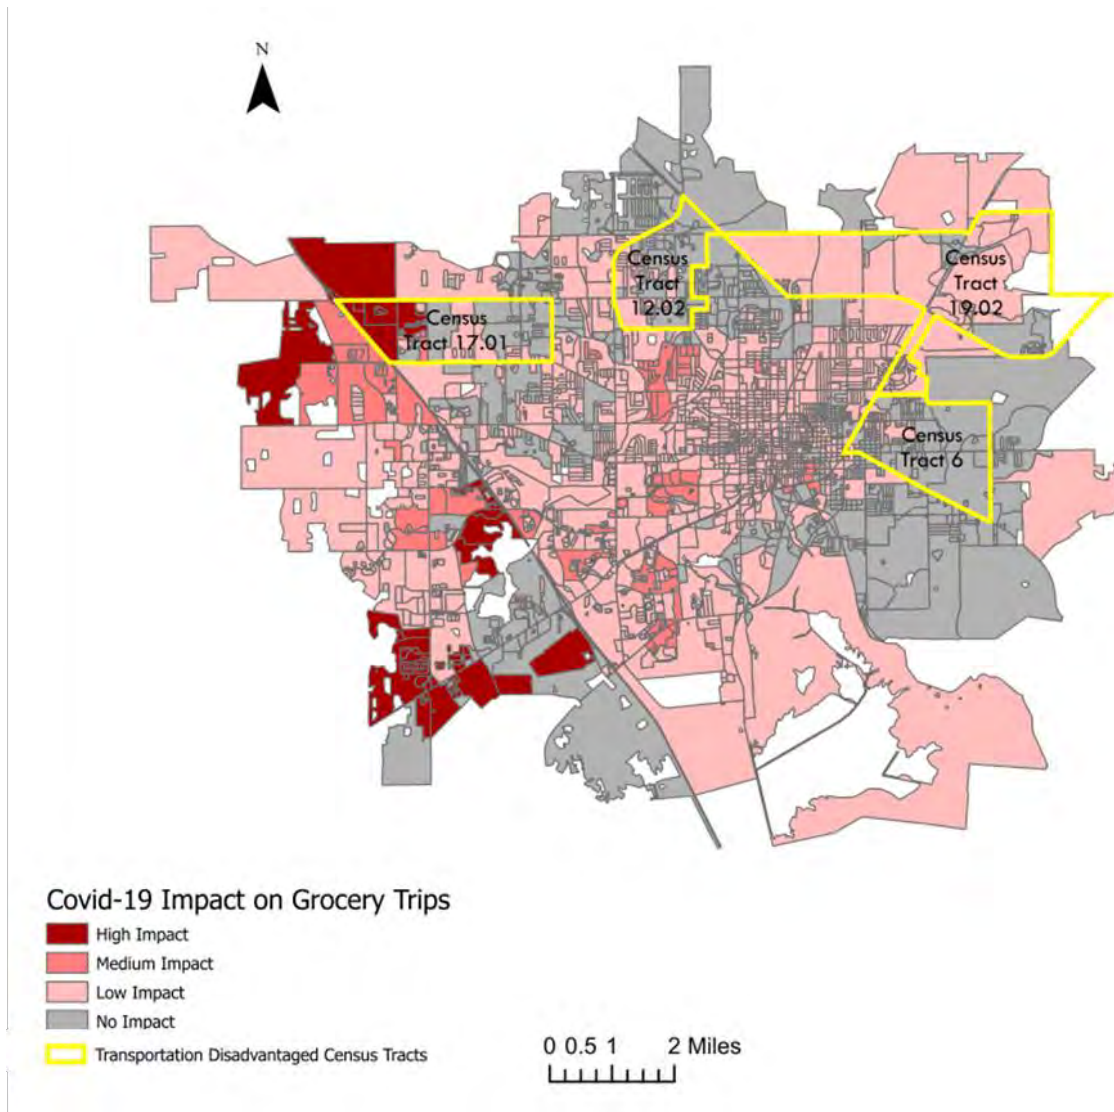 N
Census
Tract
12.02
Census
Tract
19.02
Census
Tract 17.01
Census
Tract 6
Covid-19 Impact on Grocery Trips
High Impact
Medium Impact
Low Impact
No Impact
Transportation Disadvantaged Census Tracts
0 0.5 1 2 Miles